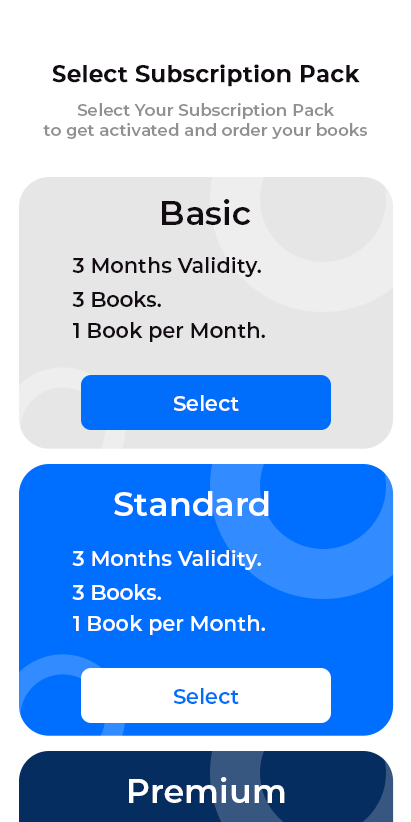 Select Subscription Pack
Select Your Subscription Pack
to get activated and order your books
Basic
3 Months Validity.
3 Books.
1 Book per Month.
Select
Standard
3 Months Validity.
3 Books.
1 Book per Month.
Select
Premium